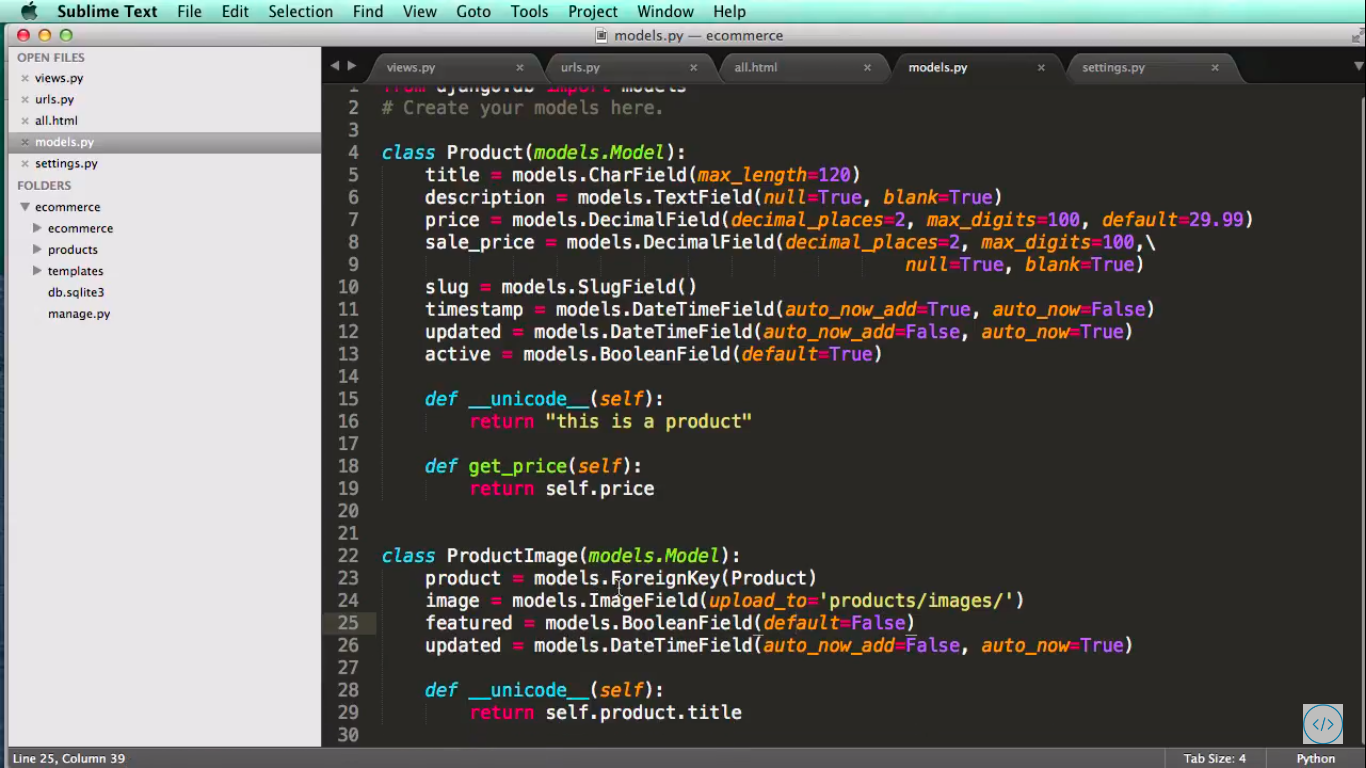 Sublime Text File Edit Selection Find View Goto Tools Project Window Help
models.py — ecommerce
OPEN FILES
views.py
urls.py
all.html
models.py
settings.py
FOLDERS
ecommerce
ecommerce
products
templates
db.sqlite3
manage.py
views.py urls.py all.html models.py settings.py
1 from django.db import models
2 # Create your models here.
3
4 class Product(models.Model):
5 title = models.CharField(max_length=120)
6 description = models.TextField(null=True, blank=True)
7 price = models.DecimalField(decimal_places=2, max_digits=100, default=29.99)
8 sale_price = models.DecimalField(decimal_places=2, max_digits=100,\
9 null=True, blank=True)
10 slug = models.SlugField()
11 timestamp = models.DateTimeField(auto_now_add=True, auto_now=False)
12 updated = models.DateTimeField(auto_now_add=False, auto_now=True)
13 active = models.BooleanField(default=True)
14
15 def __unicode__(self):
16 return "this is a product"
17
18 def get_price(self):
19 return self.price
20
21
22 class ProductImage(models.Model):
23 product = models.ForeignKey(Product)
24 image = models.ImageField(upload_to='products/images/')
25 featured = models.BooleanField(default=False)
26 updated = models.DateTimeField(auto_now_add=False, auto_now=True)
27
28 def __unicode__(self):
29 return self.product.title
30
</>
Line 25, Column 39 Tab Size: 4 Python